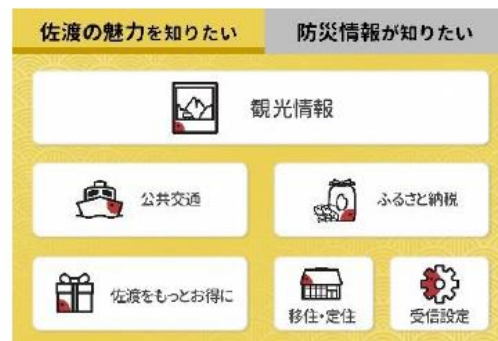 佐渡の魅力を知りたい
防災情報が知りたい
観光情報
公共交通
ふるさと納税
佐渡をもっとお得に
移住・定住
受信設定